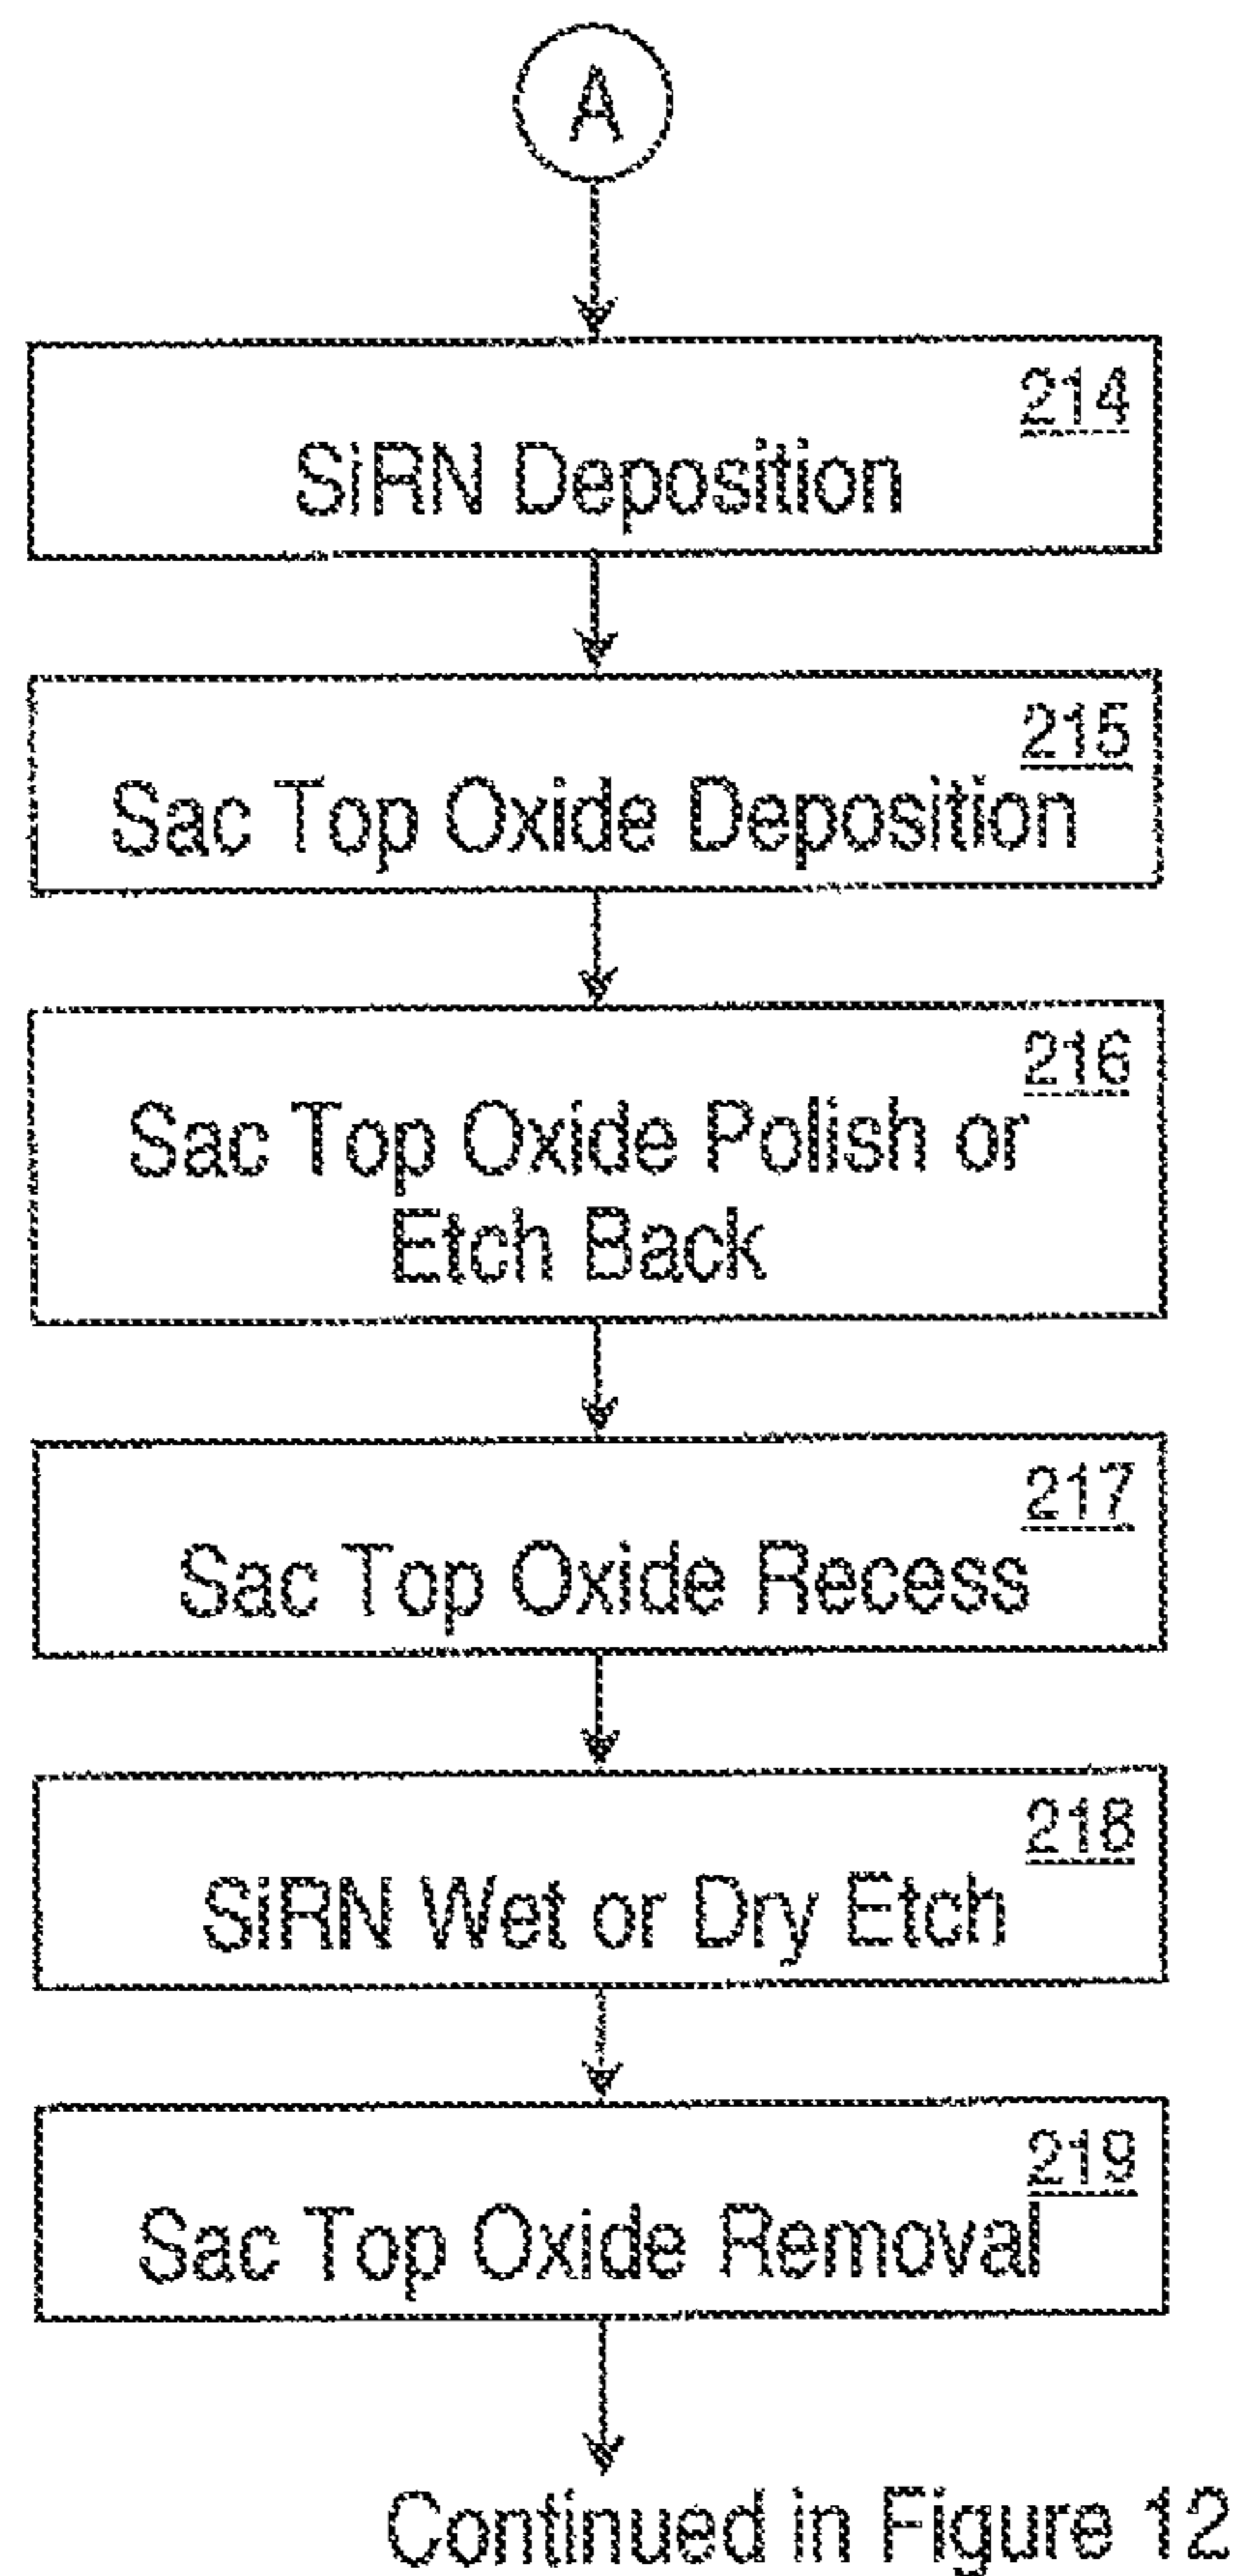 A
214
SiRN Deposition
215
Sac Top Oxide Deposition
216
Sac Top Oxide Polish or
Etch Back
217
Sac Top Oxide Recess
218
SiRN Wet or Dry Etch
219
Sac Top Oxide Removal
Continued in Figure 12